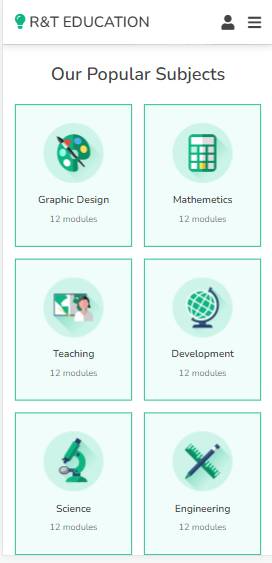 R&T EDUCATION
Our Popular Subjects
Graphic Design
12 modules
Mathemetics
12 modules
Teaching
12 modules
Development
12 modules
Science
12 modules
Engineering
12 modules